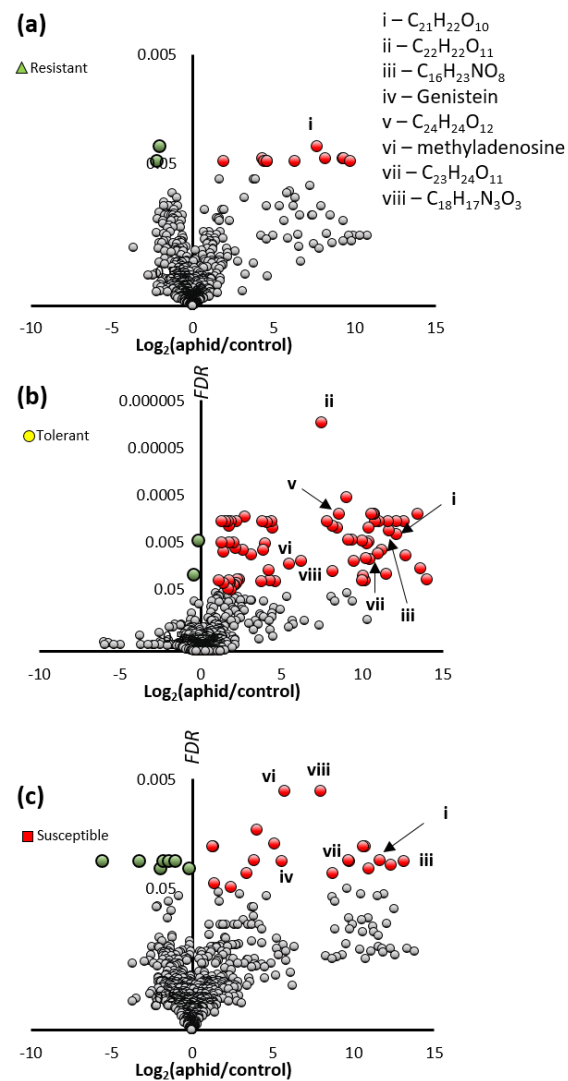 (a)
0.005
Resistant
i
0.05
i – C₂₁H₂₂O₁₀
ii – C₂₂H₂₂O₁₁
iii – C₁₆H₂₃NO₈
iv – Genistein
v – C₂₄H₂₄O₁₂
vi – methyladenosine
vii – C₂₃H₂₄O₁₁
viii – C₁₈H₁₇N₃O₃
-10 -5 0 5 10 15
Log₂(aphid/control)
(b)
FDR
0.000005
Tolerant
ii
0.00005
0.0005
v
i
0.005
vi
viii
vii
iii
0.05
-10 -5 0 5 10 15
Log₂(aphid/control)
(c)
FDR
0.005
Susceptible
vi
viii
i
vii
iii
iv
0.05
-10 -5 0 5 10 15
Log₂(aphid/control)